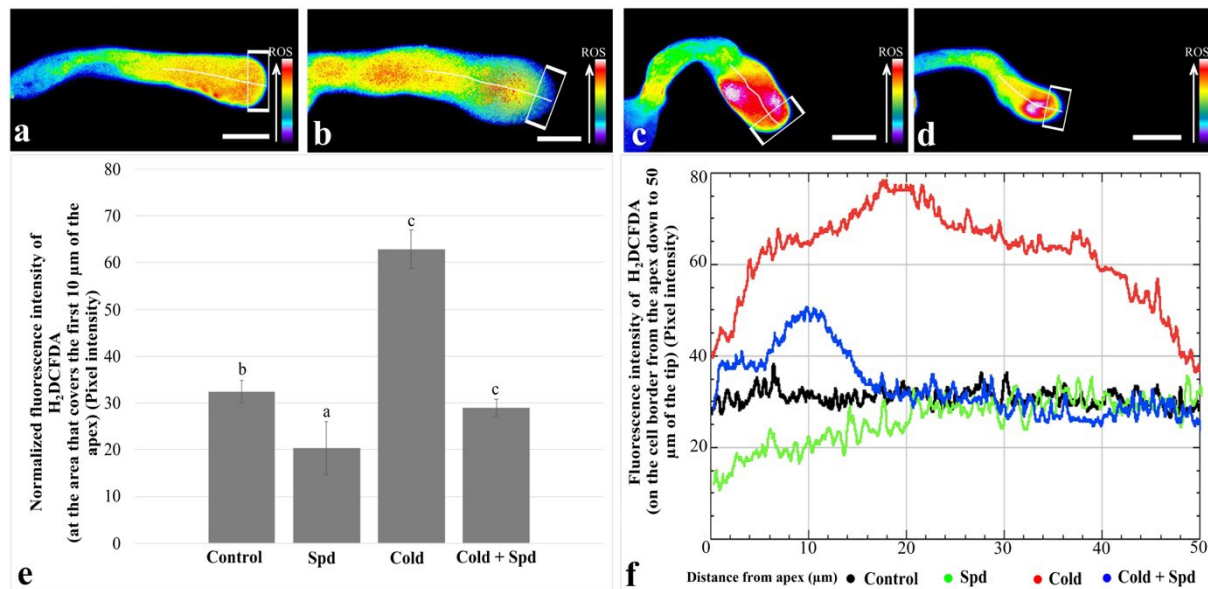 ROS
a
ROS
b
ROS
c
ROS
d
Normalized fluorescence intensity of
H₂DCFDA
(at the area that covers the first 10 µm of the
apex) (Pixel intensity)
80
70
60
50
40
30
20
10
0
b
a
c
c
Control Spd Cold Cold + Spd
e
Fluorescence intensity of H₂DCFDA
(on the cell border from the apex down to 50
µm of the tip) (Pixel intensity)
80
60
40
20
0 10 20 30 40 50
Distance from apex (µm) Control Spd Cold Cold + Spd
f